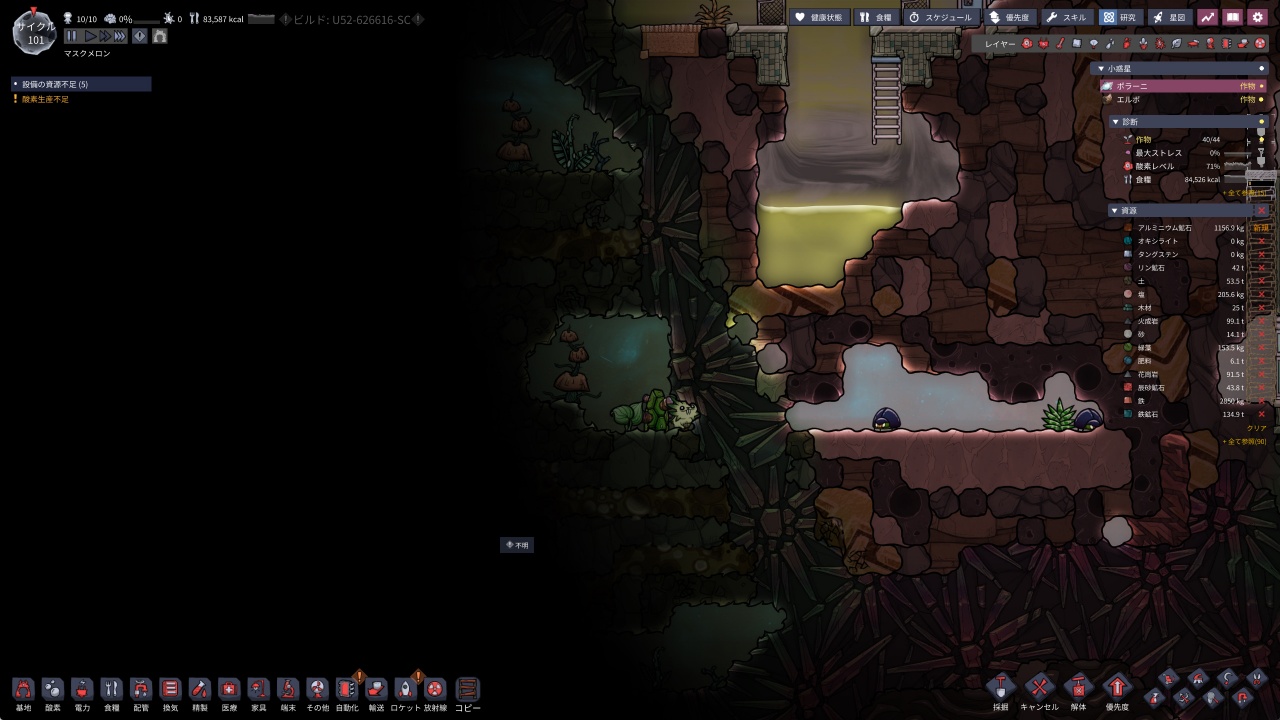 サイクル
101
10/10
0%
0
83,587 kcal
ビルド: U52-626616-SC
マスクメロン
設備の資源不足 (5)
酸素生産不足
健康状態
食糧
スケジュール
優先度
スキル
研究
星図
レイヤー
小惑星
ボラーニ 作物
エルボ 作物
診断
作物 40/44
最大ストレス 0%
酸素レベル 71%
食糧 84,526 kcal
資源
アルミニウム鉱石 1156.9 kg 新規
オキシライト 0 kg
タングステン 0 kg
リン鉱石 42 t
土 53.5 t
塩 205.6 kg
木材 25 t
火成岩 99.1 t
砂 14.1 t
緑藻 153.5 kg
肥料 6.1 t
花崗岩 91.5 t
辰砂鉱石 43.8 t
鉄 2850 kg
鉄鉱石 134.9 t
クリア
+ 全て参照(90)
不明
基地
酸素
電力
食糧
配管
換気
精製
医療
家具
端末
その他
自動化
輸送
ロケット
放射線
コピー
採掘
キャンセル
解体
優先度